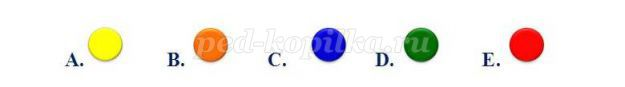 A. B. C. D. E.
ped-kopilka.ru